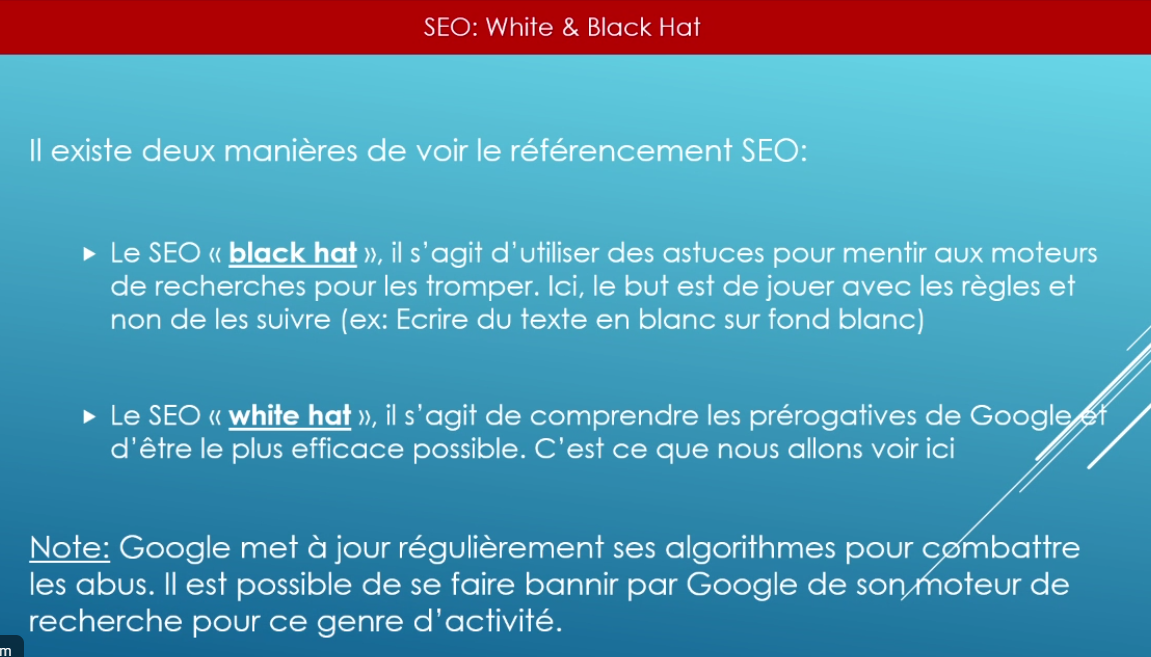 SEO: White & Black Hat
Il existe deux manières de voir le référencement SEO:
Le SEO « black hat », il s’agit d’utiliser des astuces pour mentir aux moteurs
de recherches pour les tromper. Ici, le but est de jouer avec les règles et
non de les suivre (ex: Ecrire du texte en blanc sur fond blanc)
Le SEO « white hat », il s’agit de comprendre les prérogatives de Google et
d’être le plus efficace possible. C’est ce que nous allons voir ici
Note: Google met à jour régulièrement ses algorithmes pour combattre
les abus. Il est possible de se faire bannir par Google de son moteur de
recherche pour ce genre d’activité.
m